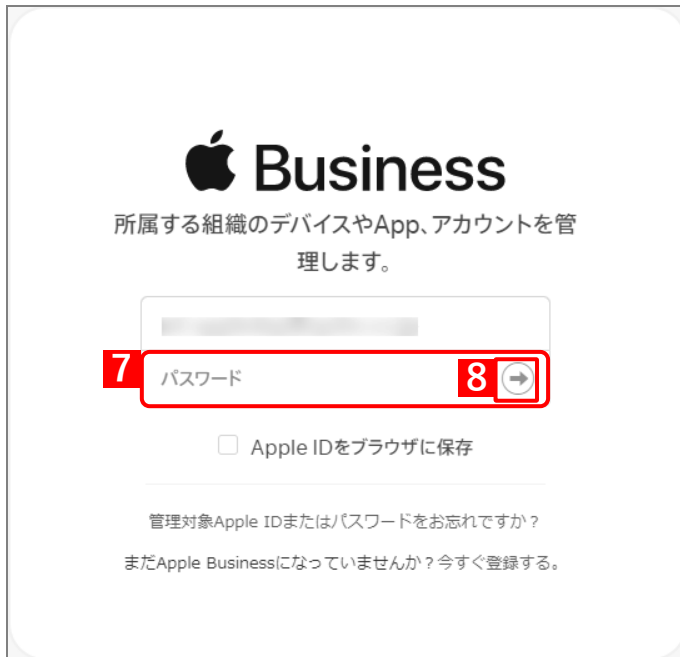 Business
所属する組織のデバイスやApp、アカウントを管
理します。
7
パスワード
8
Apple IDをブラウザに保存
管理対象Apple IDまたはパスワードをお忘れですか？
まだApple Businessになっていませんか？今すぐ登録する。